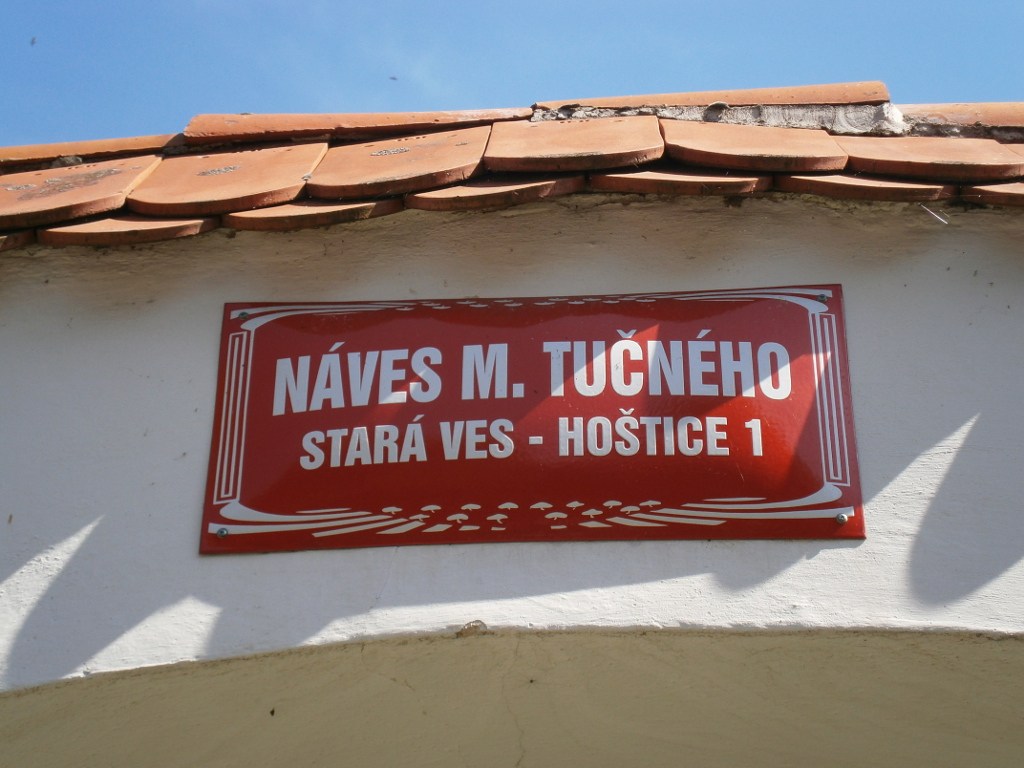 NÁVES M. TUČNÉHO
STARÁ VES - HOŠTICE 1